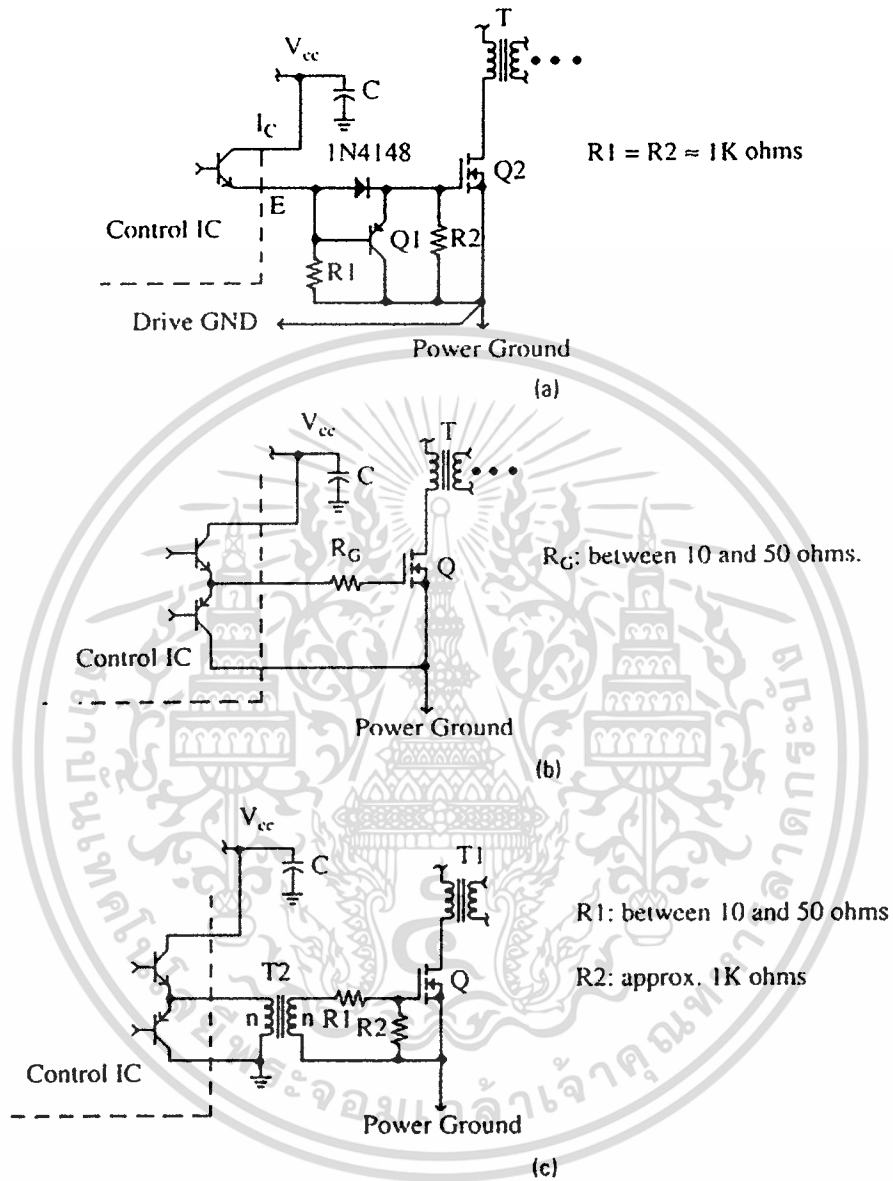 T
Vcc
C
IC
1N4148
R1 = R2 ≈ 1K ohms
Q2
E
Q1
R2
Control IC
R1
Drive GND
Power Ground
(a)
T
Vcc
C
RG
Q
RG: between 10 and 50 ohms.
Control IC
Power Ground
(b)
Vcc
T1
C
R1: between 10 and 50 ohms
T2
Q
R2: approx. 1K ohms
n
n
R1
R2
Control IC
Power Ground
(c)